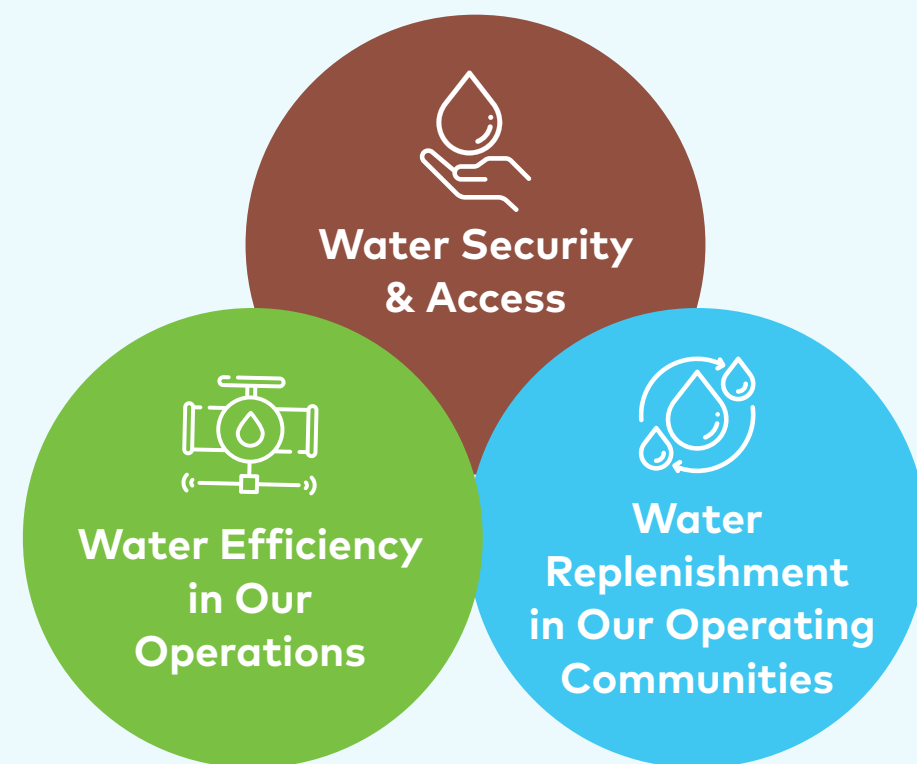 Water Security
& Access
Water Efficiency
in Our
Operations
Water
Replenishment
in Our Operating
Communities